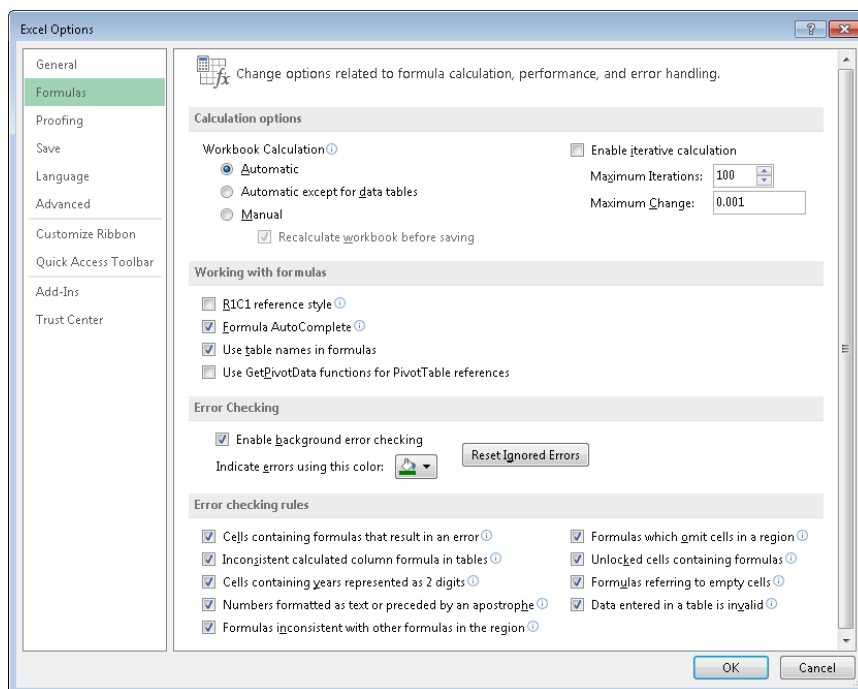 Excel Options
General
Formulas
Proofing
Save
Language
Advanced
Customize Ribbon
Quick Access Toolbar
Add-Ins
Trust Center
fx Change options related to formula calculation, performance, and error handling.
Calculation options
Workbook Calculation
Automatic
Automatic except for data tables
Manual
Recalculate workbook before saving
Enable iterative calculation
Maximum Iterations: 100
Maximum Change: 0.001
Working with formulas
R1C1 reference style
Formula AutoComplete
Use table names in formulas
Use GetPivotData functions for PivotTable references
Error Checking
Enable background error checking
Indicate errors using this color:
Reset Ignored Errors
Error checking rules
Cells containing formulas that result in an error
Inconsistent calculated column formula in tables
Cells containing years represented as 2 digits
Numbers formatted as text or preceded by an apostrophe
Formulas inconsistent with other formulas in the region
Formulas which omit cells in a region
Unlocked cells containing formulas
Formulas referring to empty cells
Data entered in a table is invalid
OK Cancel